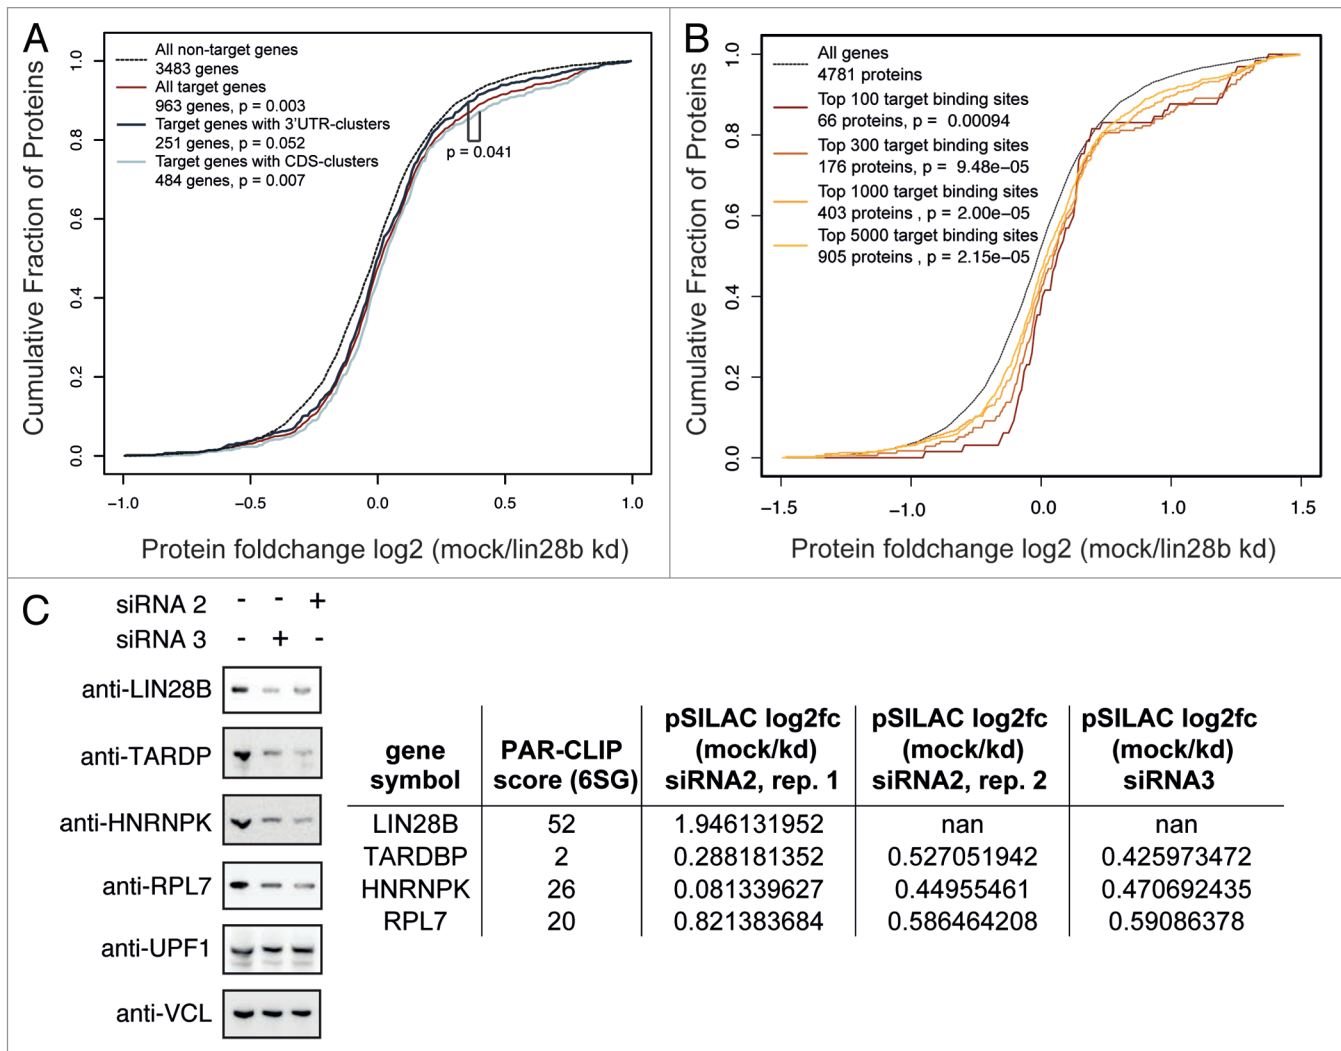 A
All non-target genes
3483 genes
All target genes
963 genes, p = 0.003
Target genes with 3'UTR-clusters
251 genes, p = 0.052
Target genes with CDS-clusters
484 genes, p = 0.007
p = 0.041
Cumulative Fraction of Proteins
1.0
0.8
0.6
0.4
0.2
0.0
−1.0
−0.5
0.0
0.5
1.0
Protein foldchange log2 (mock/lin28b kd)
B
All genes
4781 proteins
Top 100 target binding sites
66 proteins, p = 0.00094
Top 300 target binding sites
176 proteins, p = 9.48e−05
Top 1000 target binding sites
403 proteins , p = 2.00e−05
Top 5000 target binding sites
905 proteins , p = 2.15e−05
Cumulative Fraction of Proteins
1.0
0.8
0.6
0.4
0.2
0.0
−1.5
−1.0
0.0
1.0
1.5
Protein foldchange log2 (mock/lin28b kd)
C
siRNA 2 - - +
siRNA 3 - + -
anti-LIN28B
anti-TARDP
anti-HNRNPK
anti-RPL7
anti-UPF1
anti-VCL
gene symbol
PAR-CLIP score (6SG)
pSILAC log2fc (mock/kd) siRNA2, rep. 1
pSILAC log2fc (mock/kd) siRNA2, rep. 2
pSILAC log2fc (mock/kd) siRNA3
LIN28B 52 1.946131952 nan nan
TARDBP 2 0.288181352 0.527051942 0.425973472
HNRNPK 26 0.081339627 0.44955461 0.470692435
RPL7 20 0.821383684 0.586464208 0.59086378